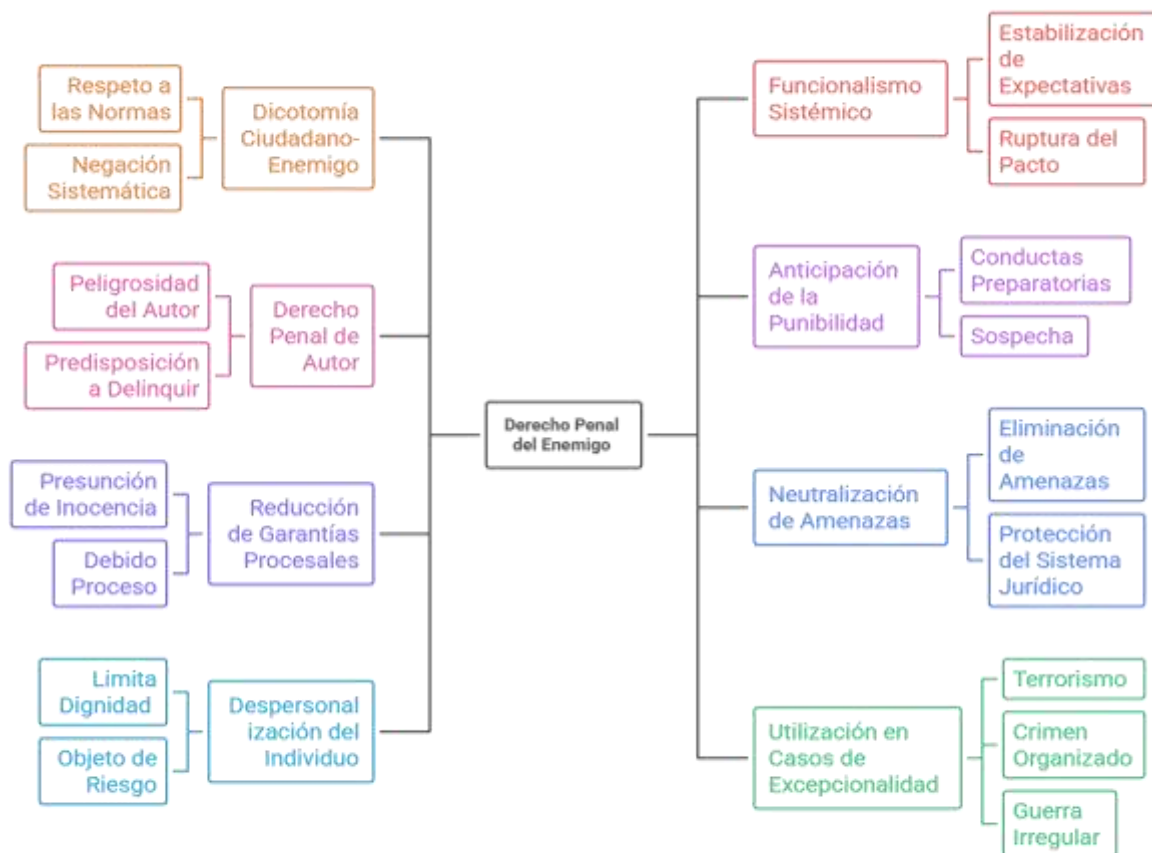 Derecho Penal
del Enemigo
Dicotomía
Ciudadano-
Enemigo
Respeto a
las Normas
Negación
Sistemática
Derecho
Penal de
Autor
Peligrosidad
del Autor
Predisposición
a Delinquir
Reducción
de Garantías
Procesales
Presunción
de Inocencia
Debido
Proceso
Despersonal
ización del
Individuo
Limita
Dignidad
Objeto de
Riesgo
Funcionalismo
Sistémico
Estabilización
de
Expectativas
Ruptura del
Pacto
Anticipación
de la
Punibilidad
Conductas
Preparatorias
Sospecha
Neutralización
de Amenazas
Eliminación
de
Amenazas
Protección
del Sistema
Jurídico
Utilización en
Casos de
Excepcionalidad
Terrorismo
Crimen
Organizado
Guerra
Irregular